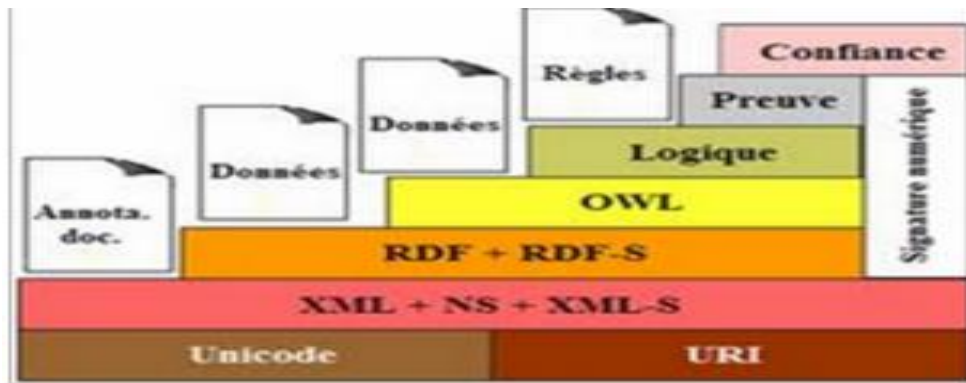 Confiance
Règles
Preuve
Données
Logique
Données
OWL
Annota.
doc.
RDF + RDF-S
Signature numérique
XML + NS + XML-S
Unicode
URI